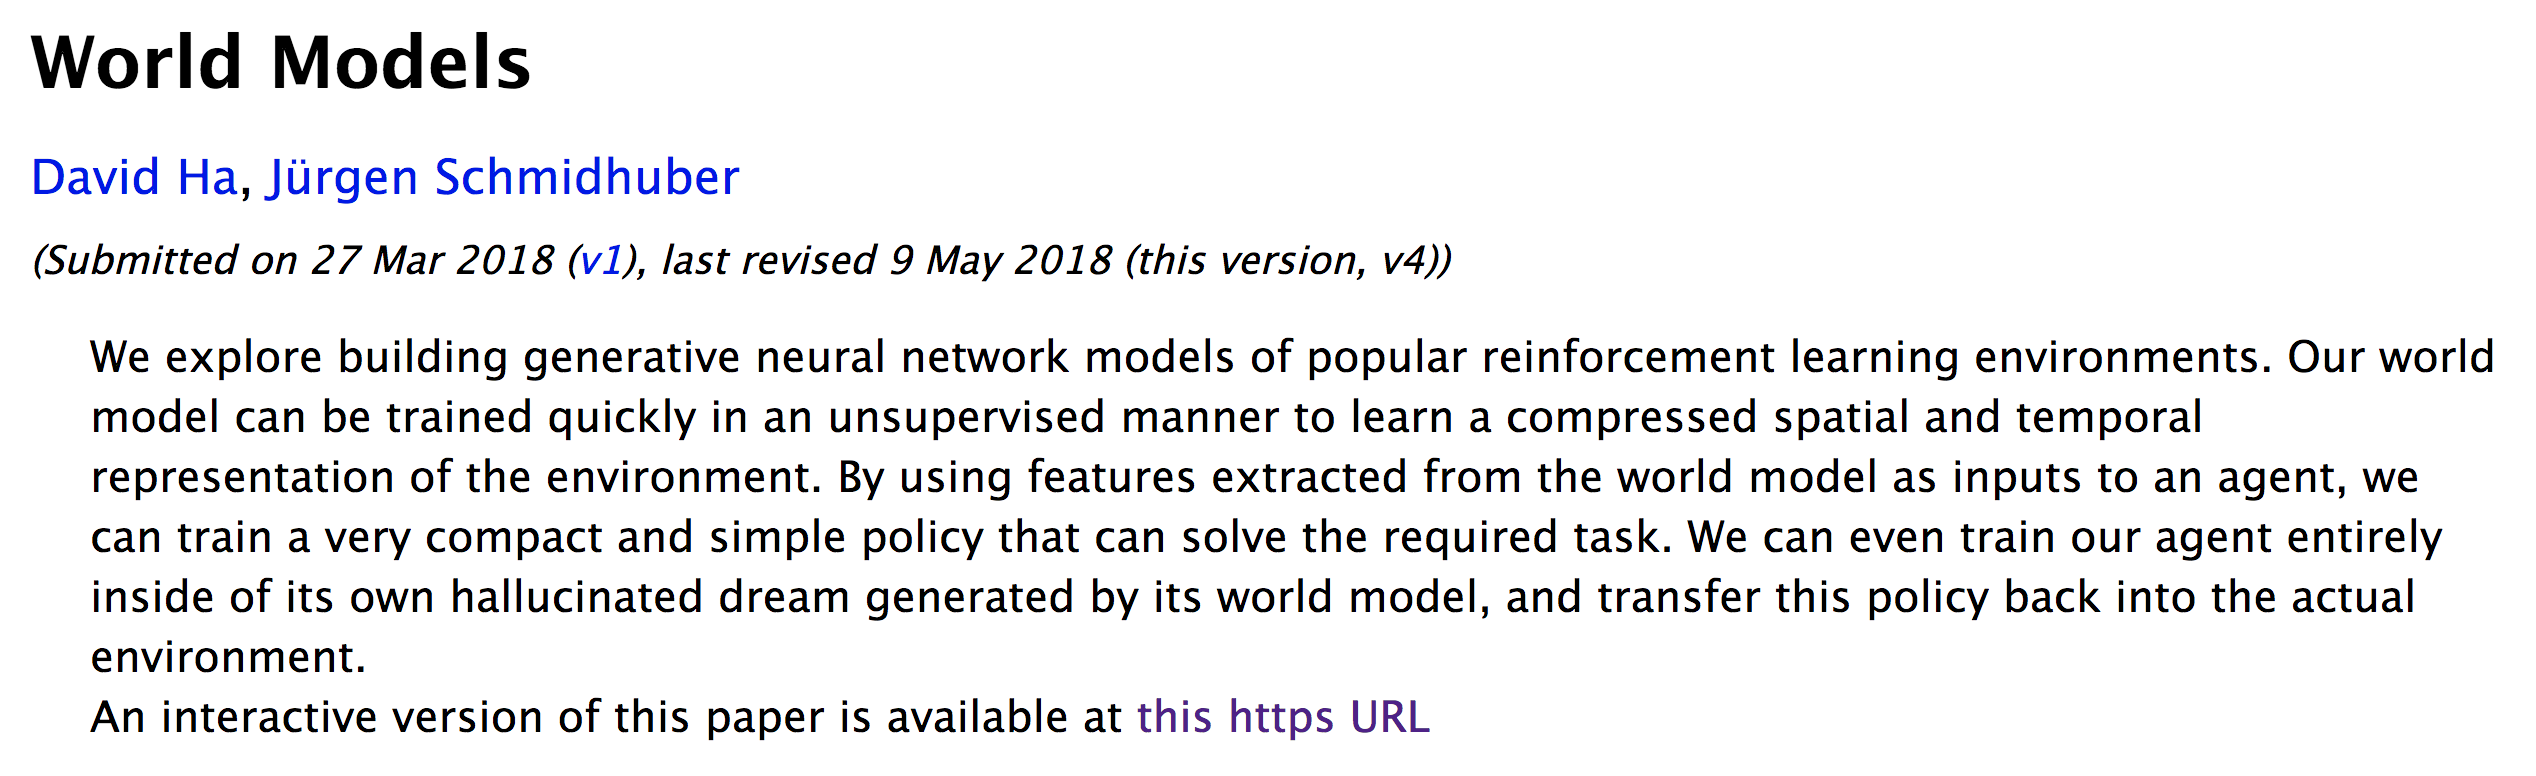 World Models
David Ha, Jürgen Schmidhuber
(Submitted on 27 Mar 2018 (v1), last revised 9 May 2018 (this version, v4))
We explore building generative neural network models of popular reinforcement learning environments. Our world
model can be trained quickly in an unsupervised manner to learn a compressed spatial and temporal
representation of the environment. By using features extracted from the world model as inputs to an agent, we
can train a very compact and simple policy that can solve the required task. We can even train our agent entirely
inside of its own hallucinated dream generated by its world model, and transfer this policy back into the actual
environment.
An interactive version of this paper is available at this https URL